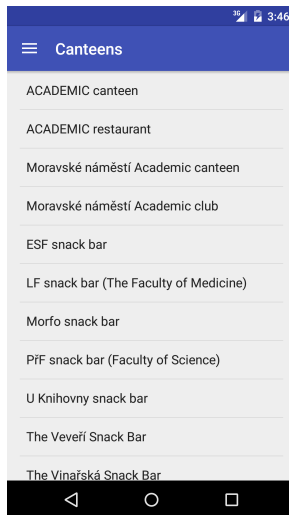 3G 3:46
Canteens
ACADEMIC canteen
ACADEMIC restaurant
Moravské náměstí Academic canteen
Moravské náměstí Academic club
ESF snack bar
LF snack bar (The Faculty of Medicine)
Morfo snack bar
PřF snack bar (Faculty of Science)
U Knihovny snack bar
The Veveří Snack Bar
The Vinařská Snack Bar